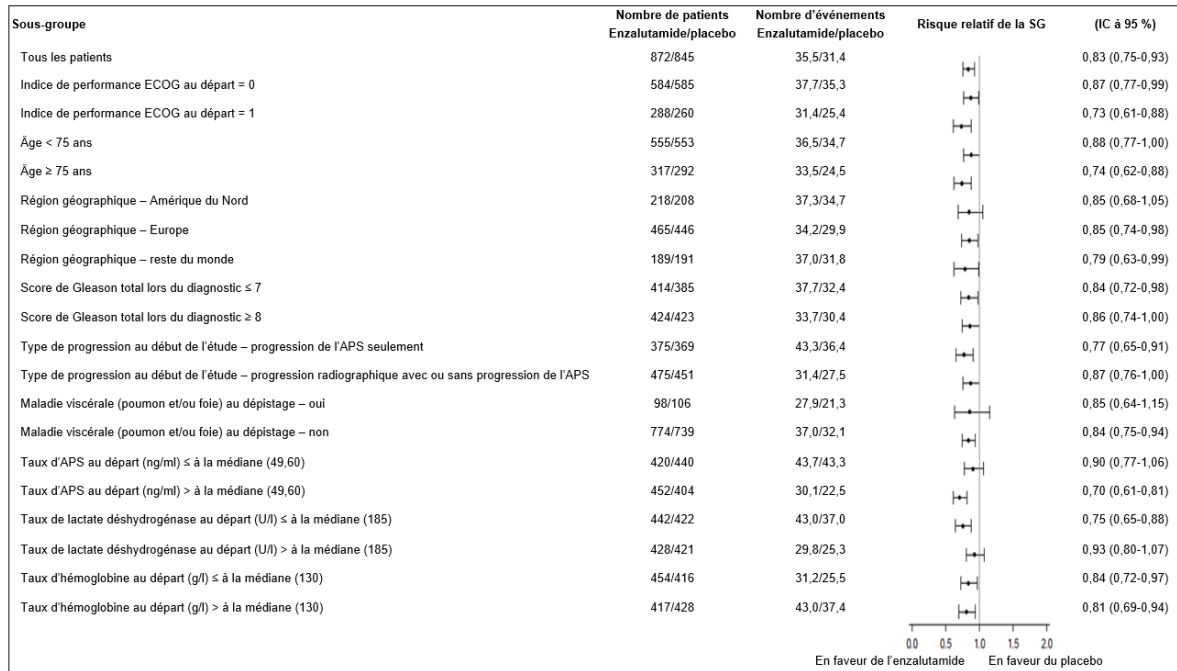 Sous-groupe Nombre de patients Enzalutamide/placebo Nombre d'événements Enzalutamide/placebo Risque relatif de la SG (IC à 95 %)
Tous les patients 872/845 35,5/31,4 0,83 (0,75-0,93)
Indice de performance ECOG au départ = 0 584/585 37,7/35,3 0,87 (0,77-0,99)
Indice de performance ECOG au départ = 1 288/260 31,4/25,4 0,73 (0,61-0,88)
Äge < 75 ans 555/553 36,5/34,7 0,88 (0,77-1,00)
Äge ≥ 75 ans 317/292 33,5/24,5 0,74 (0,62-0,88)
Région géographique – Amérique du Nord 218/208 37,3/34,7 0,85 (0,68-1,05)
Région géographique – Europe 465/446 34,2/29,9 0,85 (0,74-0,98)
Région géographique – reste du monde 189/191 37,0/31,8 0,79 (0,63-0,99)
Score de Gleason total lors du diagnostic ≤ 7 414/385 37,7/32,4 0,84 (0,72-0,98)
Score de Gleason total lors du diagnostic ≥ 8 424/423 33,7/30,4 0,86 (0,74-1,00)
Type de progression au début de l'étude – progression de l'APS seulement 375/369 43,3/36,4 0,77 (0,65-0,91)
Type de progression au début de l'étude – progression radiographique avec ou sans progression de l'APS 475/451 31,4/27,5 0,87 (0,76-1,00)
Maladie viscérale (poumon et/ou foie) au dépistage – oui 98/106 27,9/21,3 0,85 (0,64-1,15)
Maladie viscérale (poumon et/ou foie) au dépistage – non 774/739 37,0/32,1 0,84 (0,75-0,94)
Taux d'APS au départ (ng/ml) ≤ à la médiane (49,60) 420/440 43,7/43,3 0,90 (0,77-1,06)
Taux d'APS au départ (ng/ml) > à la médiane (49,60) 452/404 30,1/22,5 0,70 (0,61-0,81)
Taux de lactate déshydrogénase au départ (U/l) ≤ à la médiane (185) 442/422 43,0/37,0 0,75 (0,65-0,88)
Taux de lactate déshydrogénase au départ (U/l) > à la médiane (185) 428/421 29,8/25,3 0,93 (0,80-1,07)
Taux d'hémoglobine au départ (g/l) ≤ à la médiane (130) 454/416 31,2/25,5 0,84 (0,72-0,97)
Taux d'hémoglobine au départ (g/l) > à la médiane (130) 417/428 43,0/37,4 0,81 (0,69-0,94)
0.0 0.5 1.0 1.5 2.0
En faveur de l'enzalutamide En faveur du placebo